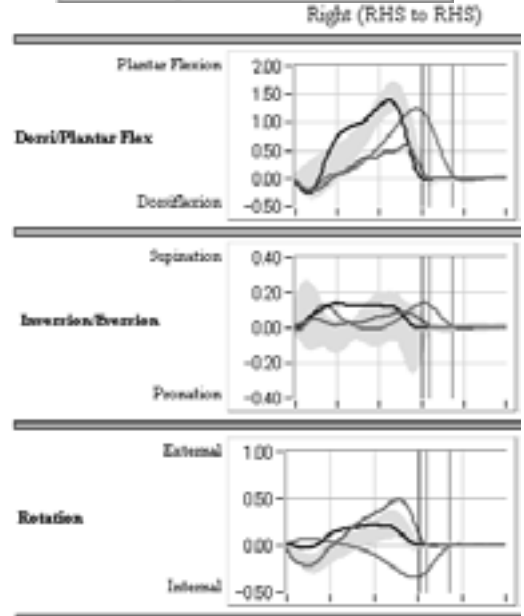 Right (RHS to RHS)
Plantar Flexion
2.00
1.50
1.00
Dorsi/Plantar Flex
0.50
0.00
Dorsiflexion
-0.50
Supination
0.40
0.20
Inversion/Eversion
0.00
-0.20
Pronation
-0.40
External
1.00
0.50
Rotation
0.00
Internal
-0.50